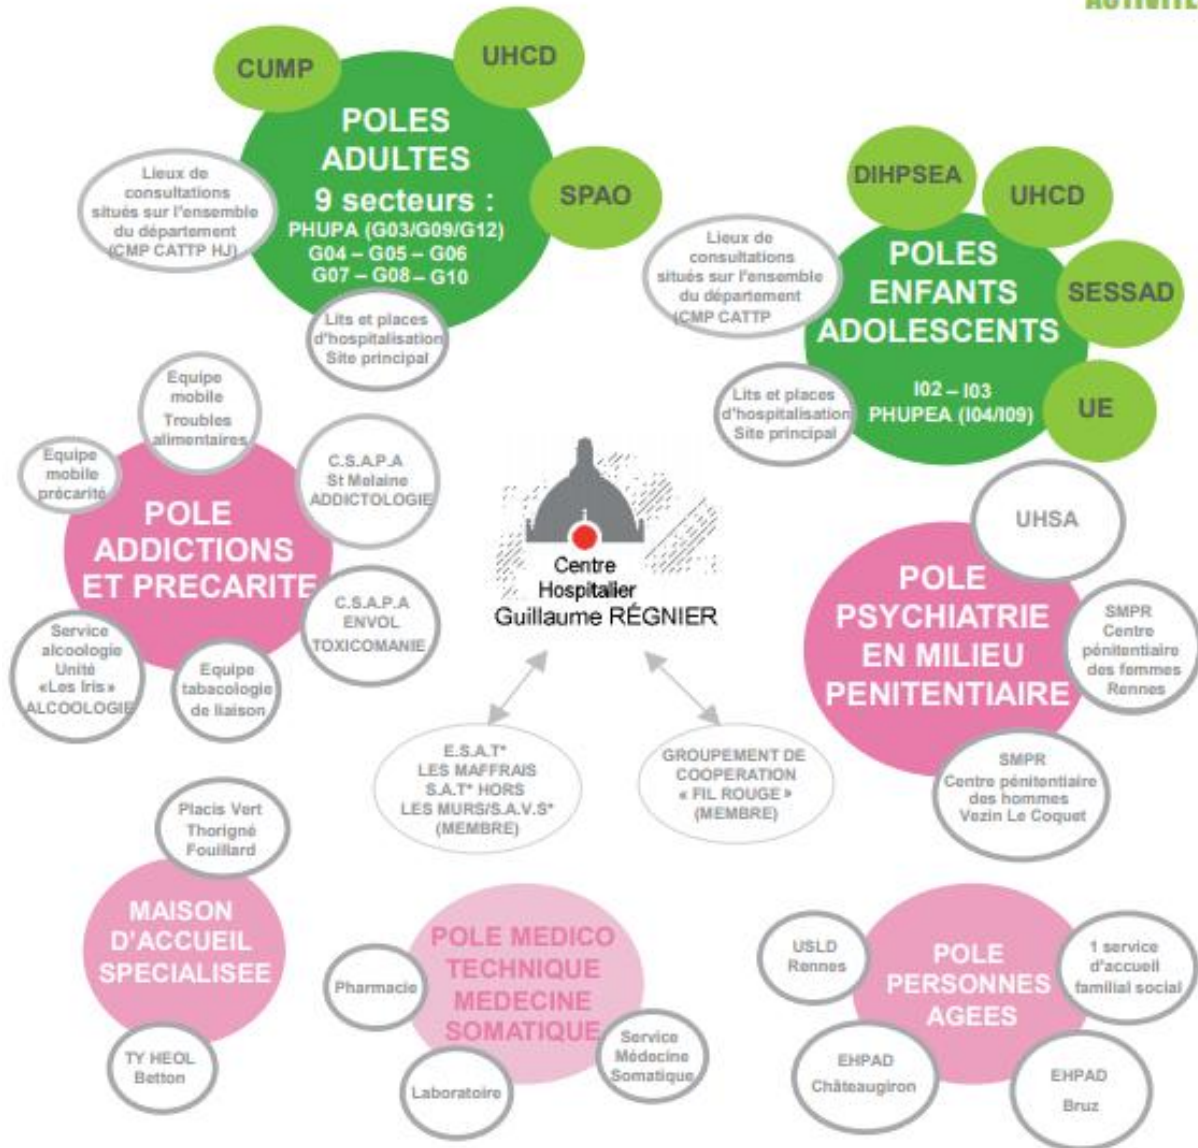 ACTIVITE
CUMP
UHCD
POLES
ADULTES
9 secteurs :
PHUPA (G03/G09/G12)
G04 – G05 – G06
G07 – G08 – G10
SPAO
Lieux de
consultations
situés sur l'ensemble
du département
(CMP CATTP HJ)
Lits et places
d'hospitalisation
Site principal
DIHPSEA
UHCD
SESSAD
UE
POLES
ENFANTS
ADOLESCENTS
I02 – I03
PHUPEA (I04/I09)
Lieux de
consultations
situés sur l'ensemble
du département
(CMP CATTP
Lits et places
d'hospitalisation
Site principal
Equipe
mobile
Troubles
alimentaires
Equipe
mobile
précarité
C.S.A.P.A
St Melaine
ADDICTOLOGIE
POLE
ADDICTIONS
ET PRECARITE
C.S.A.P.A
ENVOL
TOXICOMANIE
Service
alcoologie
Unité
«Les Iris»
ALCOOLOGIE
Equipe
tabacologie
de liaison
Centre
Hospitalier
Guillaume RÉGNIER
UHSA
POLE
PSYCHIATRIE
EN MILIEU
PENITENTIAIRE
SMPR
Centre
pénitentiaire
des femmes
Rennes
SMPR
Centre pénitentiaire
des hommes
Vezin Le Coquet
E.S.A.T*
LES MAFFRAIS
S.A.T* HORS
LES MURS/S.A.V.S*
(MEMBRE)
GROUPEMENT DE
COOPERATION
« FIL ROUGE »
(MEMBRE)
Placis Vert
Thorigné
Fouillard
MAISON
D'ACCUEIL
SPECIALISEE
TY HEOL
Betton
POLE MEDICO
TECHNIQUE
MEDECINE
SOMATIQUE
Pharmacie
Laboratoire
Service
Médecine
Somatique
USLD
Rennes
POLE
PERSONNES
AGEES
1 service
d'accueil
familial social
EHPAD
Châteaugiron
EHPAD
Bruz